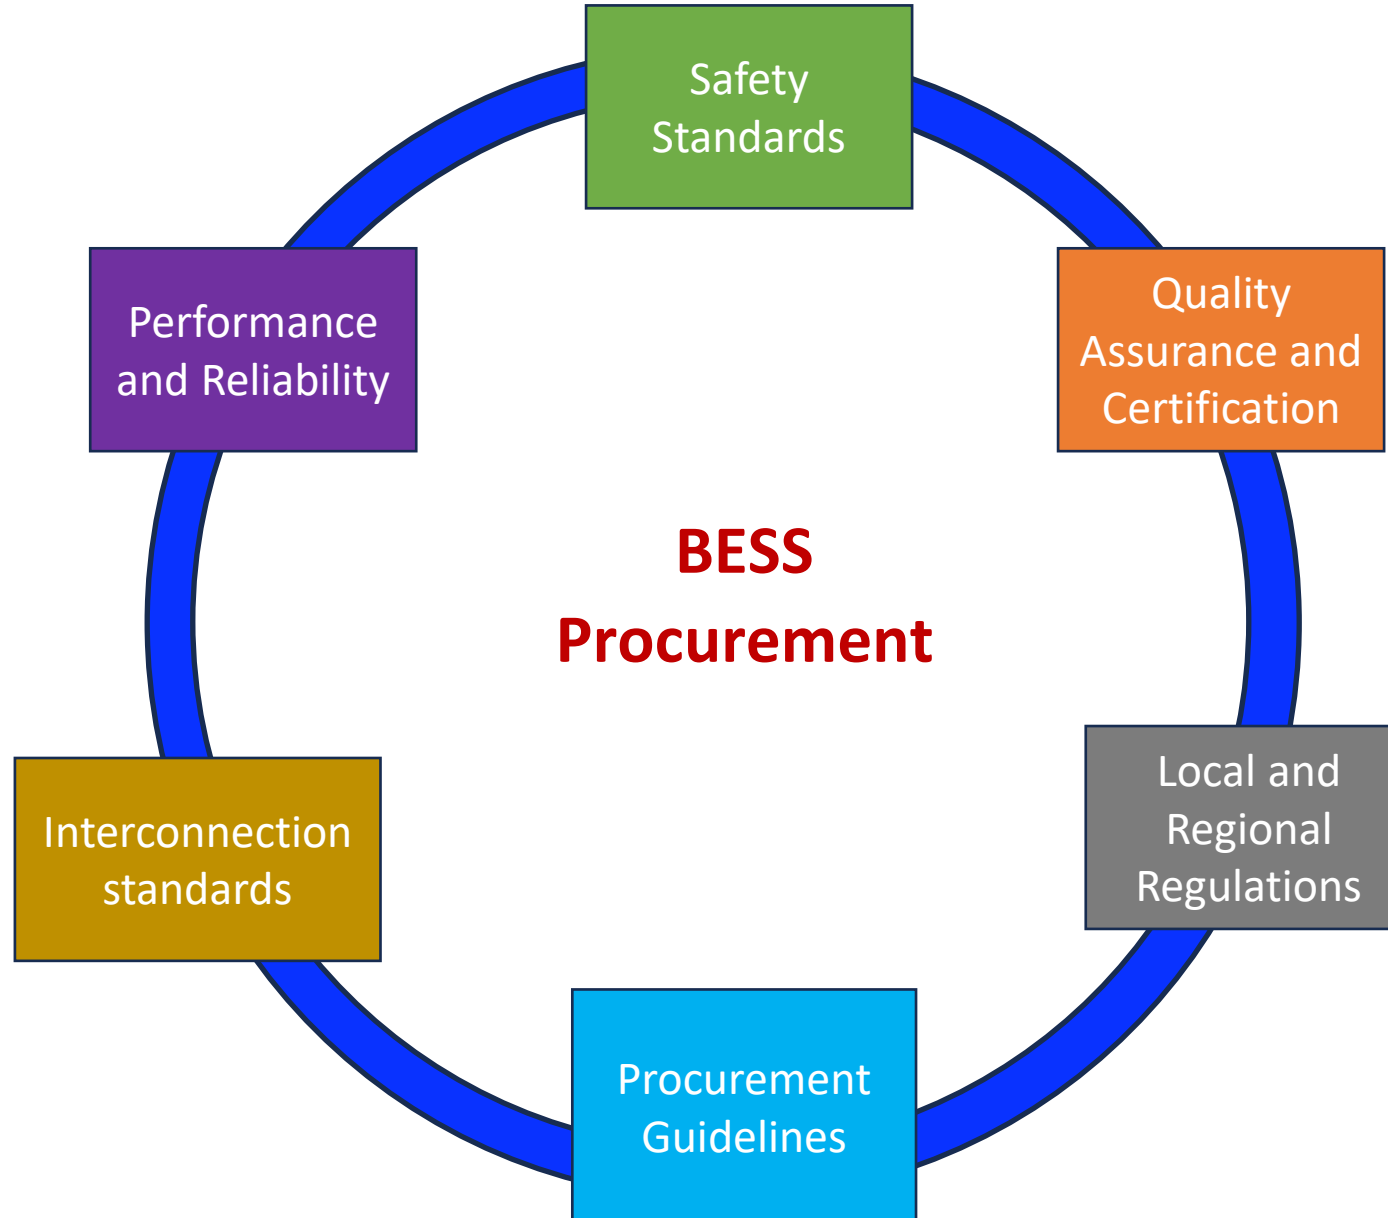 Safety
Standards
Quality
Assurance and
Certification
Performance
and Reliability
BESS
Procurement
Local and
Regional
Regulations
Interconnection
standards
Procurement
Guidelines